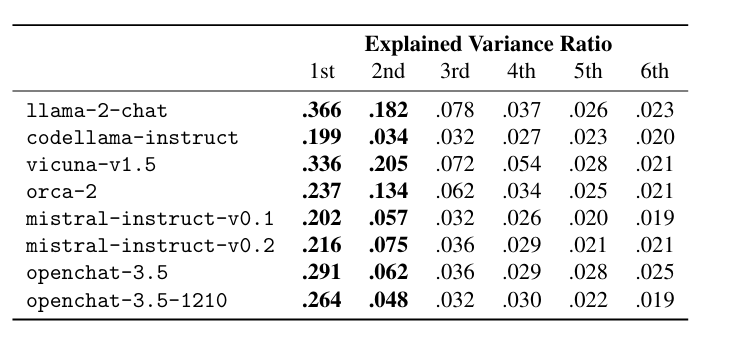 Explained Variance Ratio
1st 2nd 3rd 4th 5th 6th
llama-2-chat .366 .182 .078 .037 .026 .023
codellama-instruct .199 .034 .032 .027 .023 .020
vicuna-v1.5 .336 .205 .072 .054 .028 .021
orca-2 .237 .134 .062 .034 .025 .021
mistral-instruct-v0.1 .202 .057 .032 .026 .020 .019
mistral-instruct-v0.2 .216 .075 .036 .029 .021 .021
openchat-3.5 .291 .062 .036 .029 .028 .025
openchat-3.5-1210 .264 .048 .032 .030 .022 .019